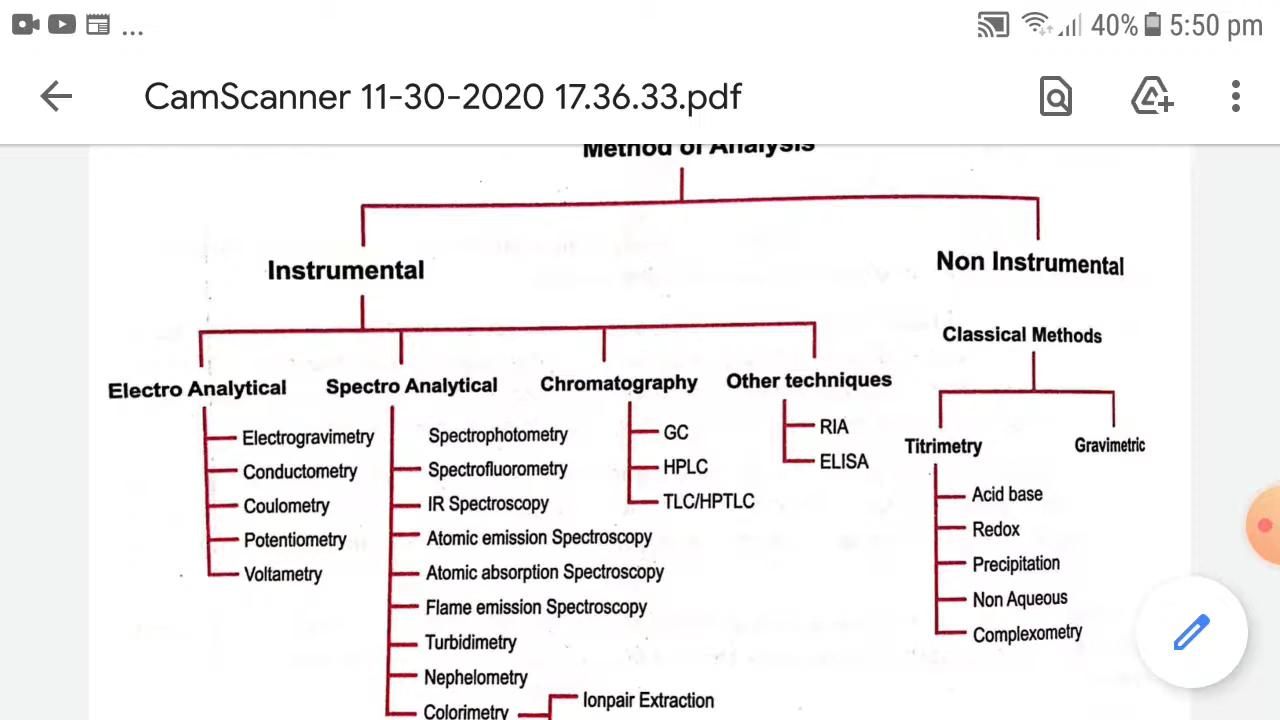 ... 40% 5:50 pm
CamScanner 11-30-2020 17.36.33.pdf
Method of Analysis
Instrumental
Non Instrumental
Classical Methods
Electro Analytical
Spectro Analytical
Chromatography
Other techniques
Titrimetry
Gravimetric
Electrogravimetry
Conductometry
Coulometry
Potentiometry
Voltametry
Spectrophotometry
Spectrofluorometry
IR Spectroscopy
Atomic emission Spectroscopy
Atomic absorption Spectroscopy
Flame emission Spectroscopy
Turbidimetry
Nephelometry
Colorimetry
Ionpair Extraction
GC
HPLC
TLC/HPTLC
RIA
ELISA
Acid base
Redox
Precipitation
Non Aqueous
Complexometry